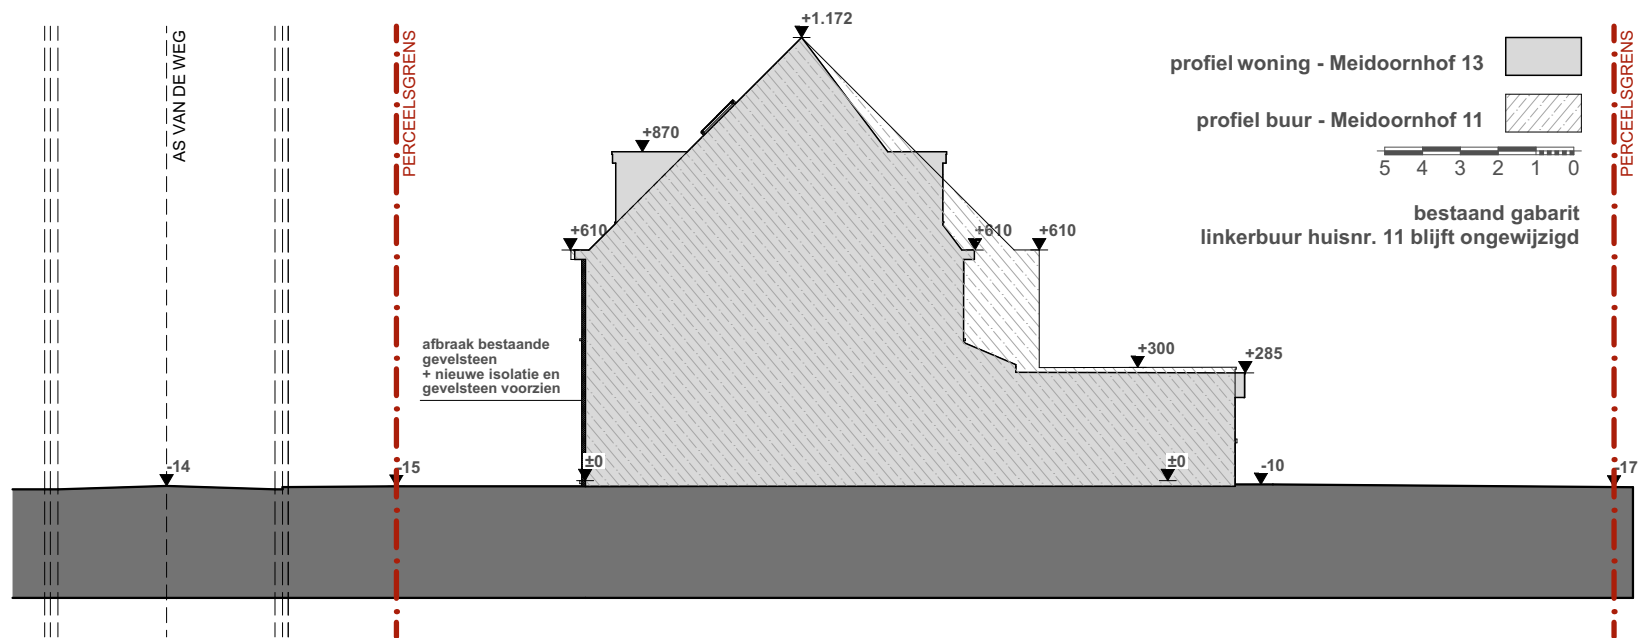 +1.172
AS VAN DE WEG
PERCEELSGRENS
PERCEELSGRENS
profiel woning - Meidoornhof 13
profiel buur - Meidoornhof 11
5 4 3 2 1 0
bestaand gabarit
linkerbuur huisnr. 11 blijft ongewijzigd
+870
+610
+610
+610
afbraak bestaande
gevelsteen
+ nieuwe isolatie en
gevelsteen voorzien
+300
+285
-14
-15
±0
±0
-10
-17